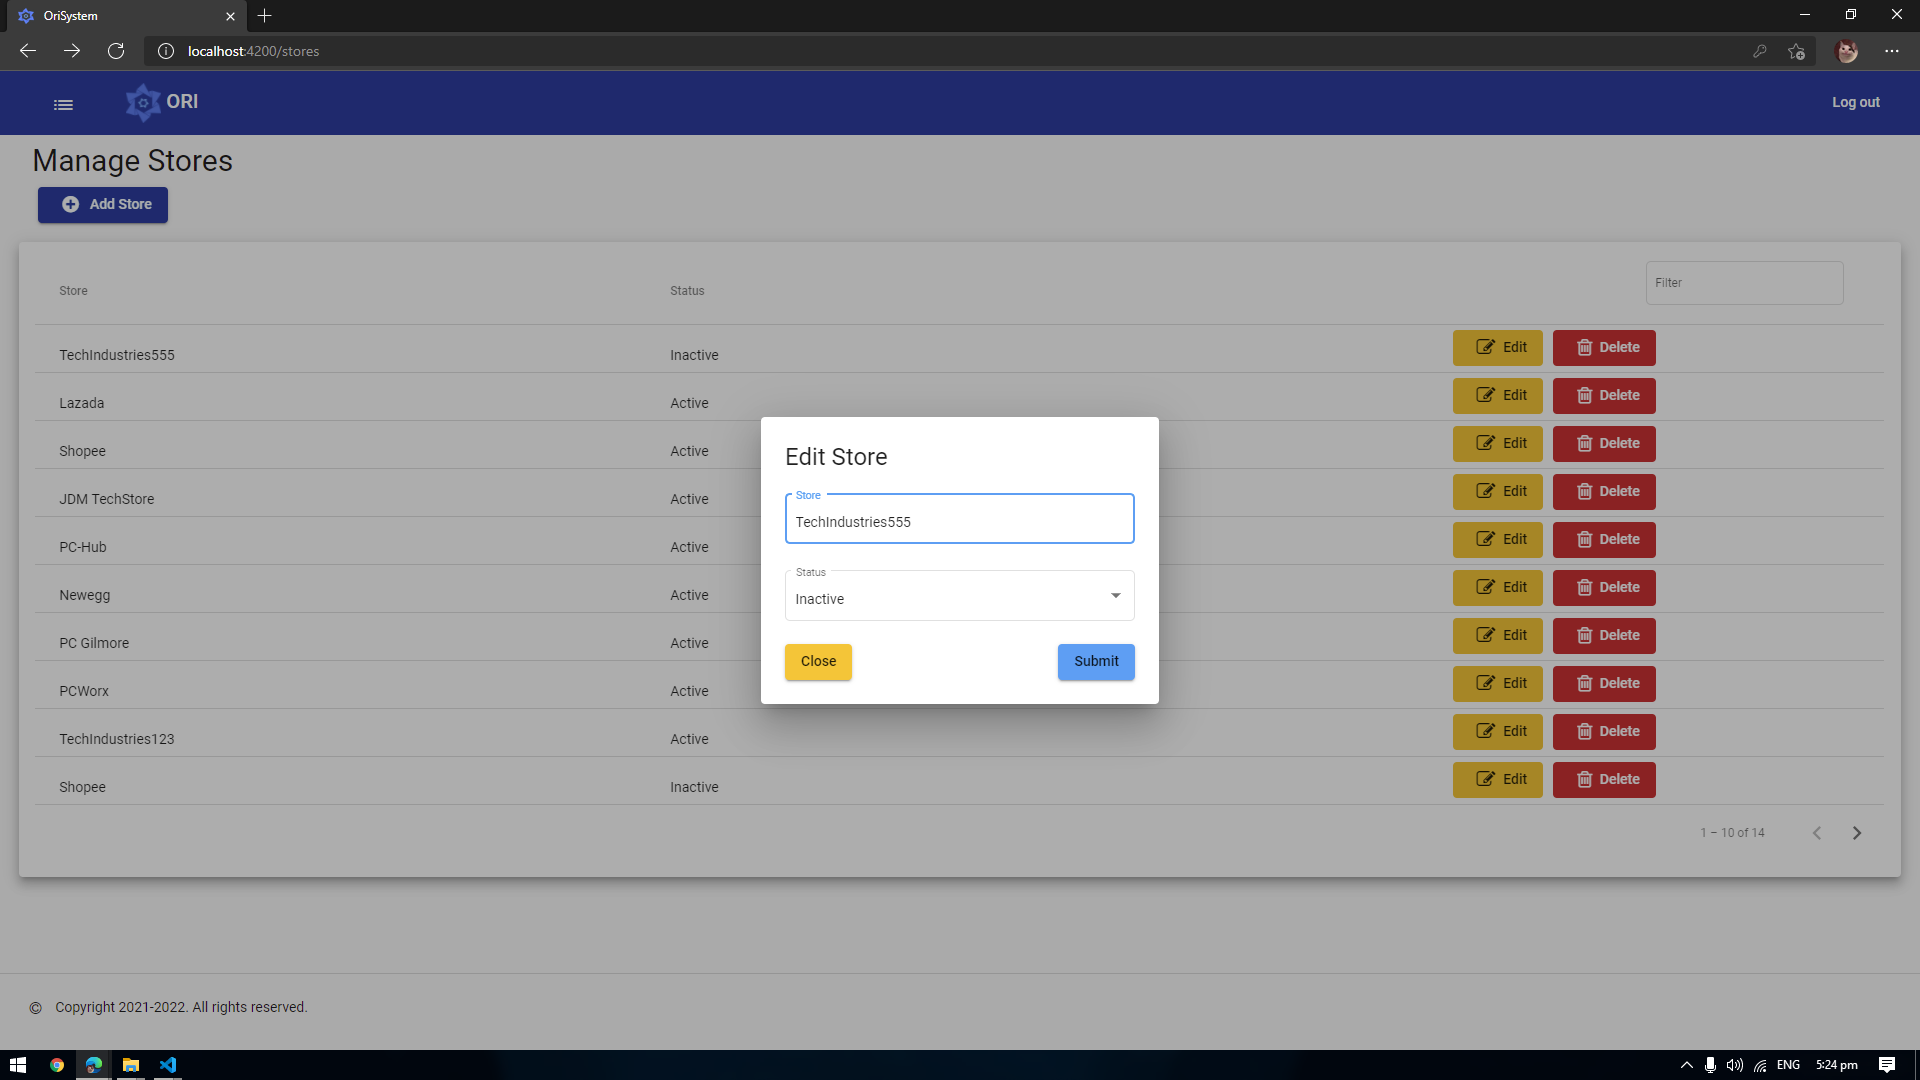 OriSystem
localhost:4200/stores
ORI
Log out
Manage Stores
Add Store
Store Status Filter
TechIndustries555 Inactive Edit Delete
Lazada Active Edit Delete
Shopee Active Edit Delete
JDM TechStore Active Edit Delete
PC-Hub Active Edit Delete
Newegg Active Edit Delete
PC Gilmore Active Edit Delete
PCWorx Active Edit Delete
TechIndustries123 Active Edit Delete
Shopee Inactive Edit Delete
1 – 10 of 14
Edit Store
Store
TechIndustries555
Status
Inactive
Close Submit
© Copyright 2021-2022. All rights reserved.
ENG 5:24 pm